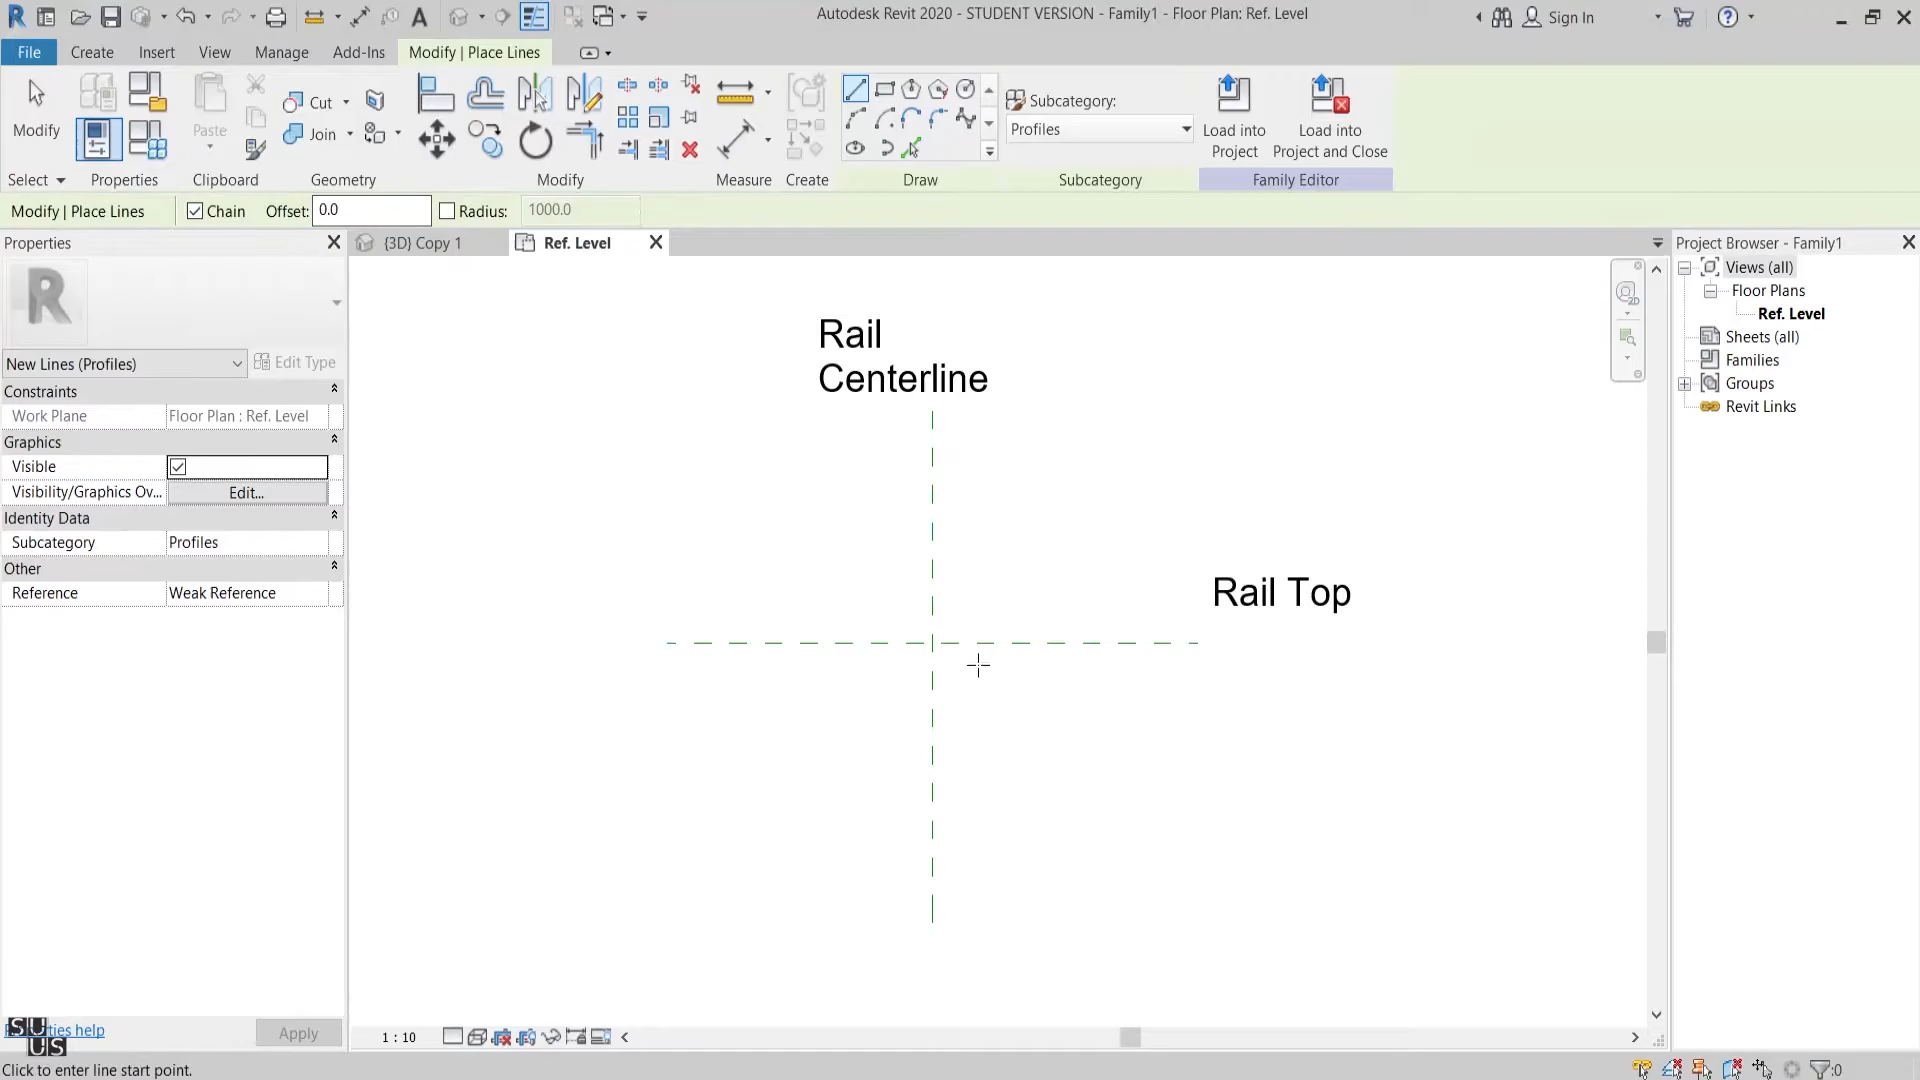 Autodesk Revit 2020 - STUDENT VERSION - Family1 - Floor Plan: Ref. Level
Sign In
File Create Insert View Manage Add-Ins Modify | Place Lines
Modify
Paste
Cut
Join
Subcategory:
Profiles
Load into Project
Load into Project and Close
Select Properties Clipboard Geometry Modify Measure Create Draw Subcategory Family Editor
Modify | Place Lines Chain Offset: 0.0 Radius: 1000.0
Properties
{3D} Copy 1
Ref. Level
Project Browser - Family1
R
New Lines (Profiles) Edit Type
Constraints
Work Plane Floor Plan : Ref. Level
Graphics
Visible
Visibility/Graphics Ov... Edit...
Identity Data
Subcategory Profiles
Other
Reference Weak Reference
Rail
Centerline
Rail Top
2D
Views (all)
Floor Plans
Ref. Level
Sheets (all)
Families
Groups
Revit Links
SU
US
ties help
Apply
1 : 10
Click to enter line start point.
:0